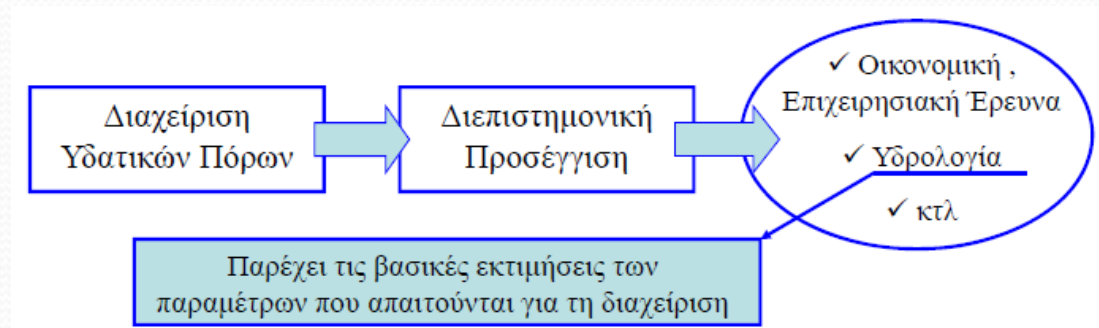 Διαχείριση
Υδατικών Πόρων
Διεπιστημονική
Προσέγγιση
✓ Οικονομική ,
Επιχειρησιακή Έρευνα
✓ Υδρολογία
✓ κτλ
Παρέχει τις βασικές εκτιμήσεις των
παραμέτρων που απαιτούνται για τη διαχείριση